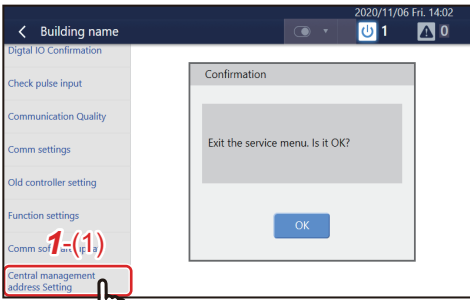 2020/11/06 Fri. 14:02
Building name
1
0
Digtal IO Confirmation
Check pulse input
Communication Quality
Comm settings
Old controller setting
Function settings
Comm so
1-(1)
Central management
address Setting
Confirmation
Exit the service menu. Is it OK?
OK